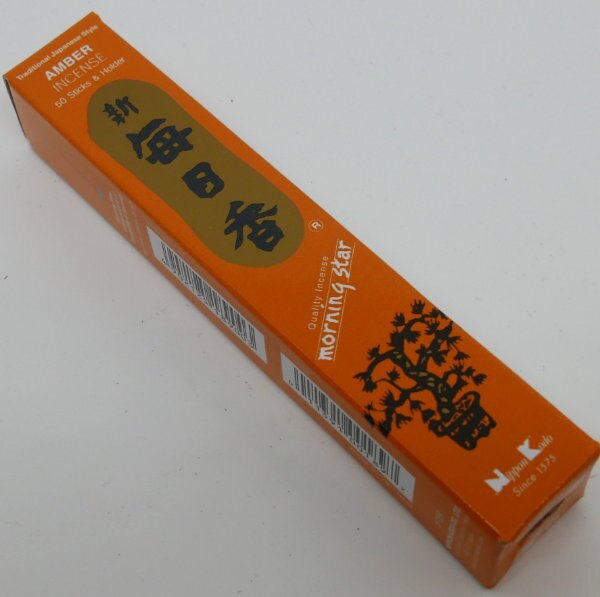 Traditional Japanese Style
AMBER
INCENSE
50 Sticks & Holder
新
毎日香
®
Quality Incense
morning star
Nippon Kodo
Since 1575